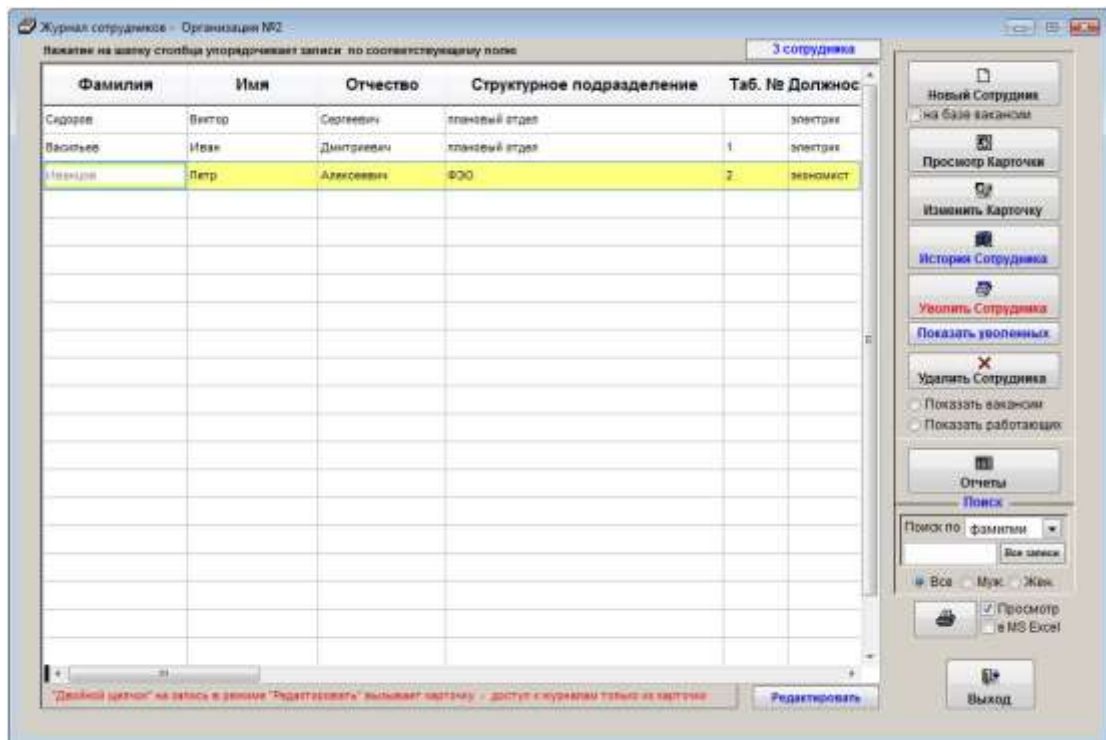 Журнал сотрудников - Организация №2
Нажатие на шапку столбца упорядочивает записи по соответствующему полю
3 сотрудника
Фамилия Имя Отчество Структурное подразделение Таб. № Должнос
Сидоров Виктор Сергеевич плановый отдел электрик
Васильев Иван Дмитриевич плановый отдел 1 электрик
Иванцов Петр Алексеевич ФЭО 2 экономист
"Двойной щелчок" на запись в режиме "Редактировать" вызывает карточку - доступ к журналам только из карточки
Редактировать
Новый Сотрудник
на базе вакансии
Просмотр Карточки
Изменить Карточку
История Сотрудника
Уволить Сотрудника
Показать уволенных
Удалить Сотрудника
Показать вакансии
Показать работающих
Отчеты
Поиск
Поиск по фамилии
Все записи
Все Муж. Жен.
Просмотр
в MS Excel
Выход